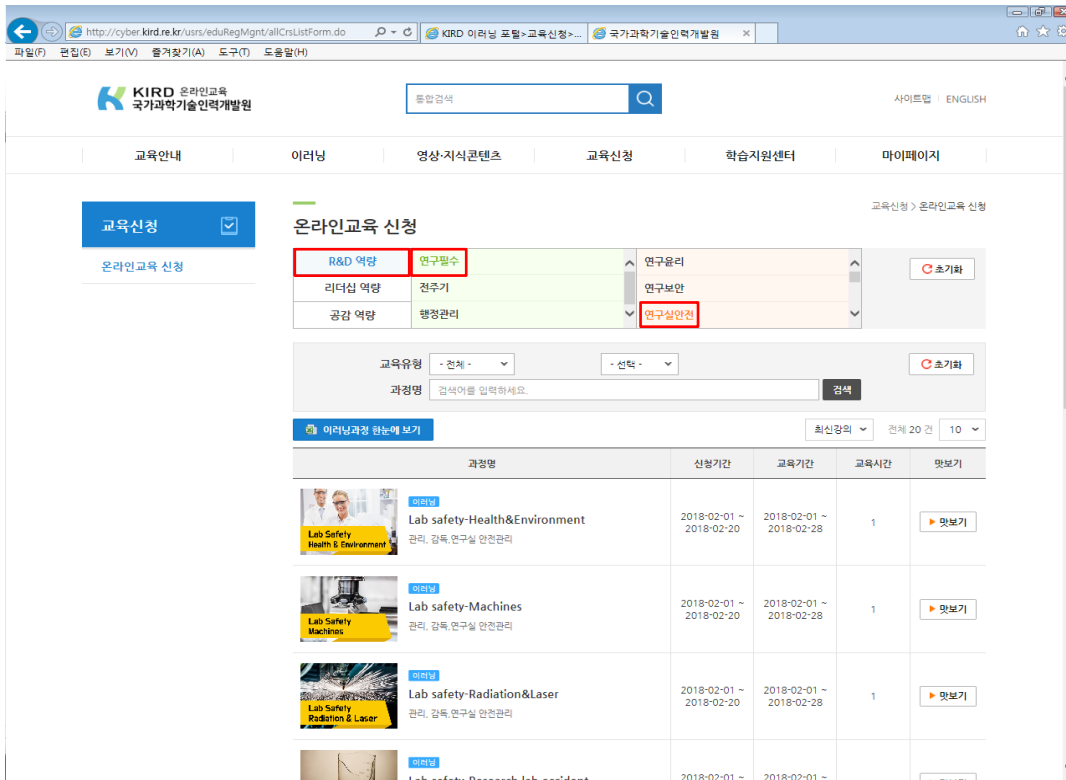 http://cyber.kird.re.kr/usrs/eduRegMgnt/allCrsListForm.do
KIRD 이러닝 포털>교육신청>...
국가과학기술인력개발원
파일(F) 편집(E) 보기(V) 즐겨찾기(A) 도구(T) 도움말(H)
KIRD 온라인교육
국가과학기술인력개발원
통합검색
사이트맵 ENGLISH
교육안내 이러닝 영상·지식콘텐츠 교육신청 학습지원센터 마이페이지
교육신청 > 온라인교육 신청
교육신청
온라인교육 신청
온라인교육 신청
R&D 역량 연구필수 연구윤리
리더십 역량 전주기 연구보안
공감 역량 행정관리 연구실안전
초기화
교육유형 - 전체 - - 선택 - 초기화
과정명 검색어을 입력하세요. 검색
이러닝과정 한눈에 보기 최신강의 전체 20 건 10
과정명 신청기간 교육기간 교육시간 맛보기
Lab Safety
Health & Environment
이러닝
Lab safety-Health&Environment
관리, 감독,연구실 안전관리
2018-02-01 ~
2018-02-20
2018-02-01 ~
2018-02-28
1
맛보기
Lab Safety
Machines
이러닝
Lab safety-Machines
관리, 감독,연구실 안전관리
2018-02-01 ~
2018-02-20
2018-02-01 ~
2018-02-28
1
맛보기
Lab Safety
Radiation & Laser
이러닝
Lab safety-Radiation&Laser
관리, 감독,연구실 안전관리
2018-02-01 ~
2018-02-20
2018-02-01 ~
2018-02-28
1
맛보기
이러닝
Lab safety-Research lab accident
2018-02-01 ~
2018-02-01 ~